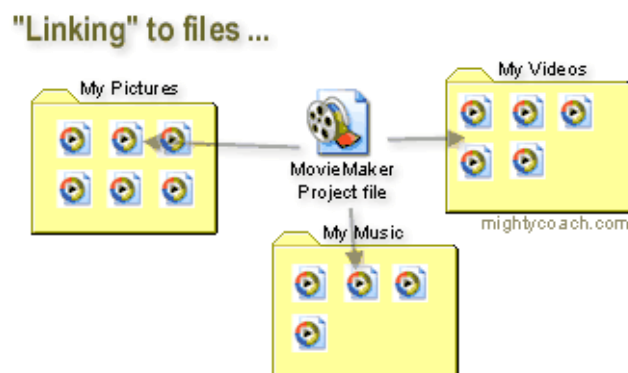 "Linking" to files ...
My Pictures
My Videos
MovieMaker
Project file
mightycoach.com
My Music